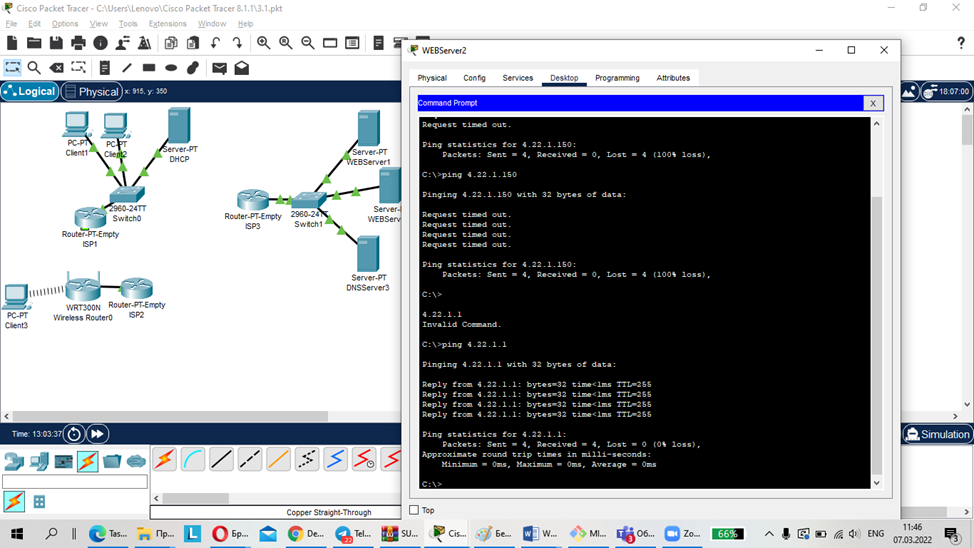 Cisco Packet Tracer - C:\Users\Lenovo\Cisco Packet Tracer 8.1.1\3.1.pkt
File Edit Options View Tools Extensions Window Help
Logical Physical x: 915, y: 350
18:07:00
PC-PT
Client1
PC-PT
Client2
Server-PT
DHCP
2960-24TT
Switch0
Router-PT-Empty
ISP1
PC-PT
Client3
WRT300N
Wireless Router0
Router-PT-Empty
ISP2
Router-PT-Empty
ISP3
2960-24TT
Switch1
Server-PT
WEBServer1
Server-
WEBServ
Server-PT
DNSServer3
WEBServer2
Physical Config Services Desktop Programming Attributes
Command Prompt
X
Request timed out.
Ping statistics for 4.22.1.150:
Packets: Sent = 4, Received = 0, Lost = 4 (100% loss),
C:\>ping 4.22.1.150
Pinging 4.22.1.150 with 32 bytes of data:
Request timed out.
Request timed out.
Request timed out.
Request timed out.
Ping statistics for 4.22.1.150:
Packets: Sent = 4, Received = 0, Lost = 4 (100% loss),
C:\>
4.22.1.1
Invalid Command.
C:\>ping 4.22.1.1
Pinging 4.22.1.1 with 32 bytes of data:
Reply from 4.22.1.1: bytes=32 time<1ms TTL=255
Reply from 4.22.1.1: bytes=32 time<1ms TTL=255
Reply from 4.22.1.1: bytes=32 time<1ms TTL=255
Reply from 4.22.1.1: bytes=32 time<1ms TTL=255
Ping statistics for 4.22.1.1:
Packets: Sent = 4, Received = 4, Lost = 0 (0% loss),
Approximate round trip times in milli-seconds:
Minimum = 0ms, Maximum = 0ms, Average = 0ms
C:\>
Top
Time: 13:03:37
Simulation
Copper Straight-Through
Tas... Пр... L Бр... De... Tel... 22 SU... Cis... Бе... W... MI... Об... Zo... 66% ENG
11:46
07.03.2022
3